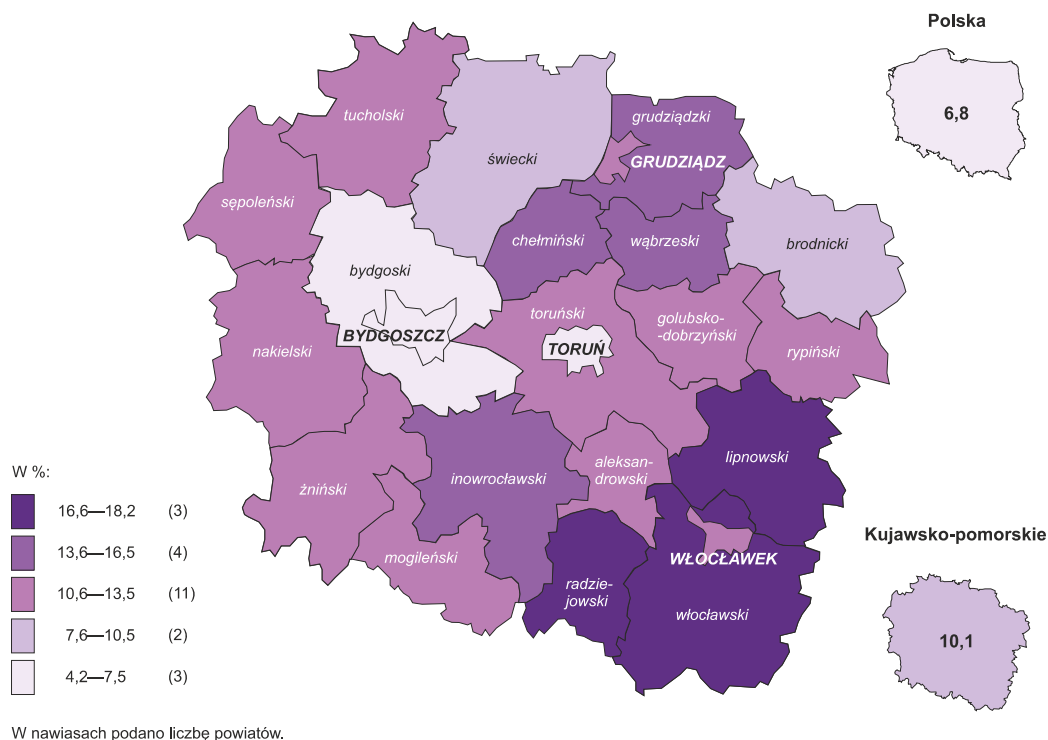 Polska
6,8
tucholski
grudziądzki
świecki
GRUDZIĄDZ
sępoleński
chełmiński
wąbrzeski
brodnicki
bydgoski
toruński
golubsko-
-dobrzyński
BYDGOSZCZ
TORUŃ
nakielski
rypiński
lipnowski
aleksan-
drowski
inowrocławski
żniński
W %:
16,6—18,2 (3)
13,6—16,5 (4)
10,6—13,5 (11)
7,6—10,5 (2)
4,2—7,5 (3)
mogileński
WŁOCŁAWEK
radzie-
jowski
włocławski
Kujawsko-pomorskie
10,1
W nawiasach podano liczbę powiatów.